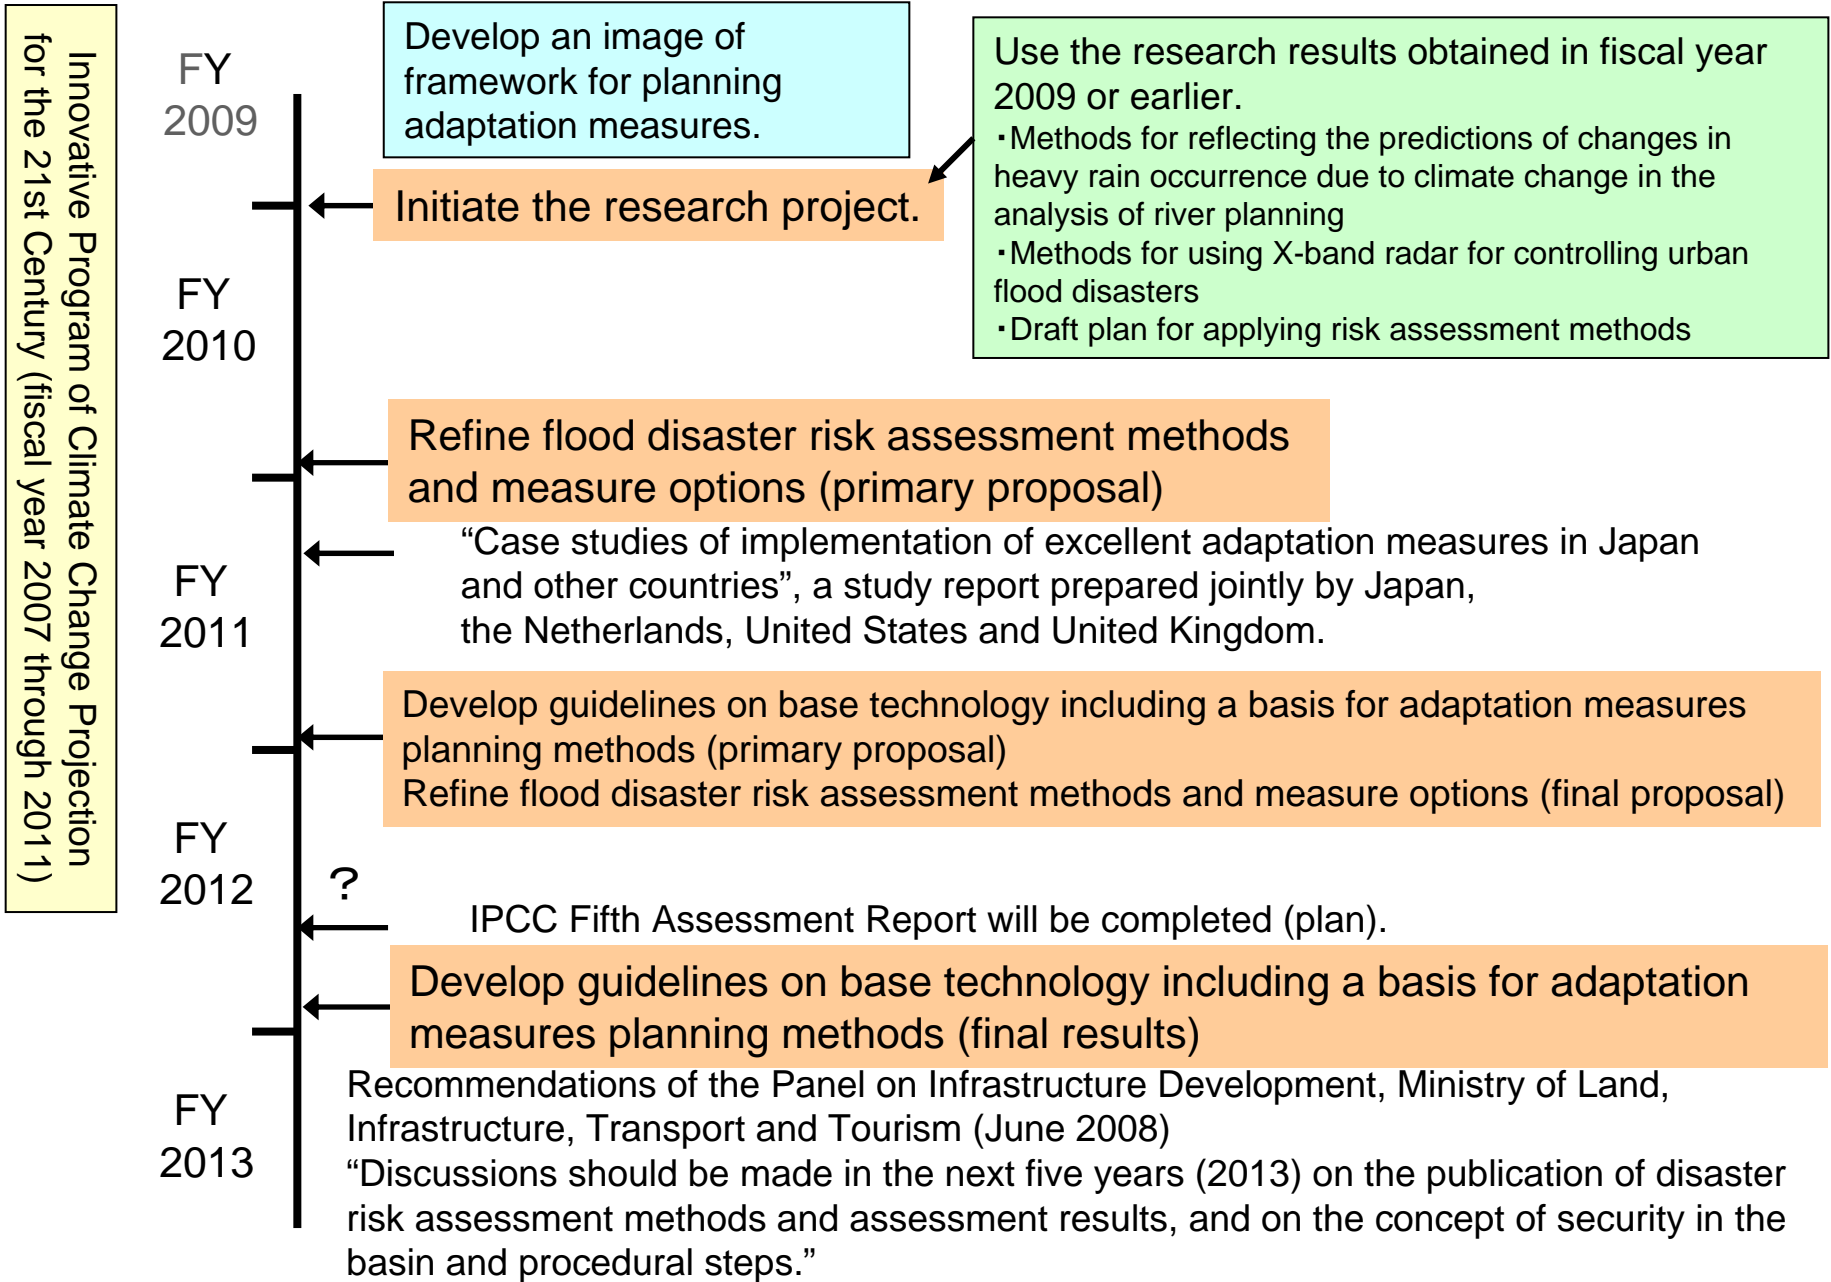 Innovative Program of Climate Change Projection
for the 21st Century (fiscal year 2007 through 2011)
FY
2009
Develop an image of
framework for planning
adaptation measures.
Use the research results obtained in fiscal year
2009 or earlier.
・Methods for reflecting the predictions of changes in
heavy rain occurrence due to climate change in the
analysis of river planning
・Methods for using X-band radar for controlling urban
flood disasters
・Draft plan for applying risk assessment methods
Initiate the research project.
FY
2010
Refine flood disaster risk assessment methods
and measure options (primary proposal)
“Case studies of implementation of excellent adaptation measures in Japan
and other countries”, a study report prepared jointly by Japan,
the Netherlands, United States and United Kingdom.
FY
2011
Develop guidelines on base technology including a basis for adaptation measures
planning methods (primary proposal)
Refine flood disaster risk assessment methods and measure options (final proposal)
FY
2012
?
IPCC Fifth Assessment Report will be completed (plan).
Develop guidelines on base technology including a basis for adaptation
measures planning methods (final results)
FY
2013
Recommendations of the Panel on Infrastructure Development, Ministry of Land,
Infrastructure, Transport and Tourism (June 2008)
“Discussions should be made in the next five years (2013) on the publication of disaster
risk assessment methods and assessment results, and on the concept of security in the
basin and procedural steps.”